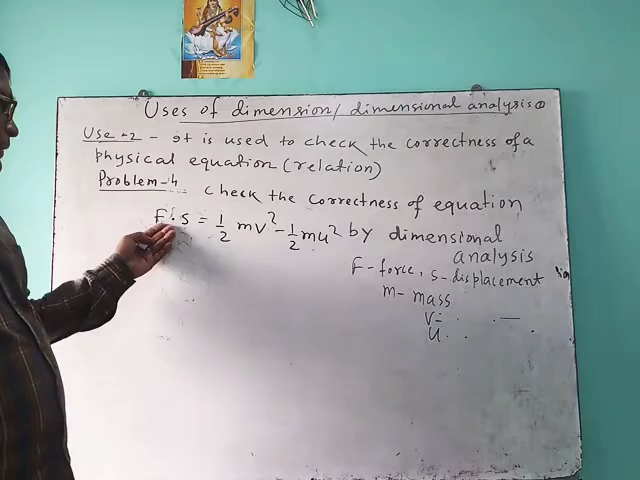 Uses of dimension/ dimensional analysis
Use-2 - It is used to check the correctness of a
physical equation (relation)
Problem-4 check the correctness of equation
F.s = 1/2 mv² - 1/2 mu² by dimensional
analysis
F - force, s - displacement
m - mass
v =
u